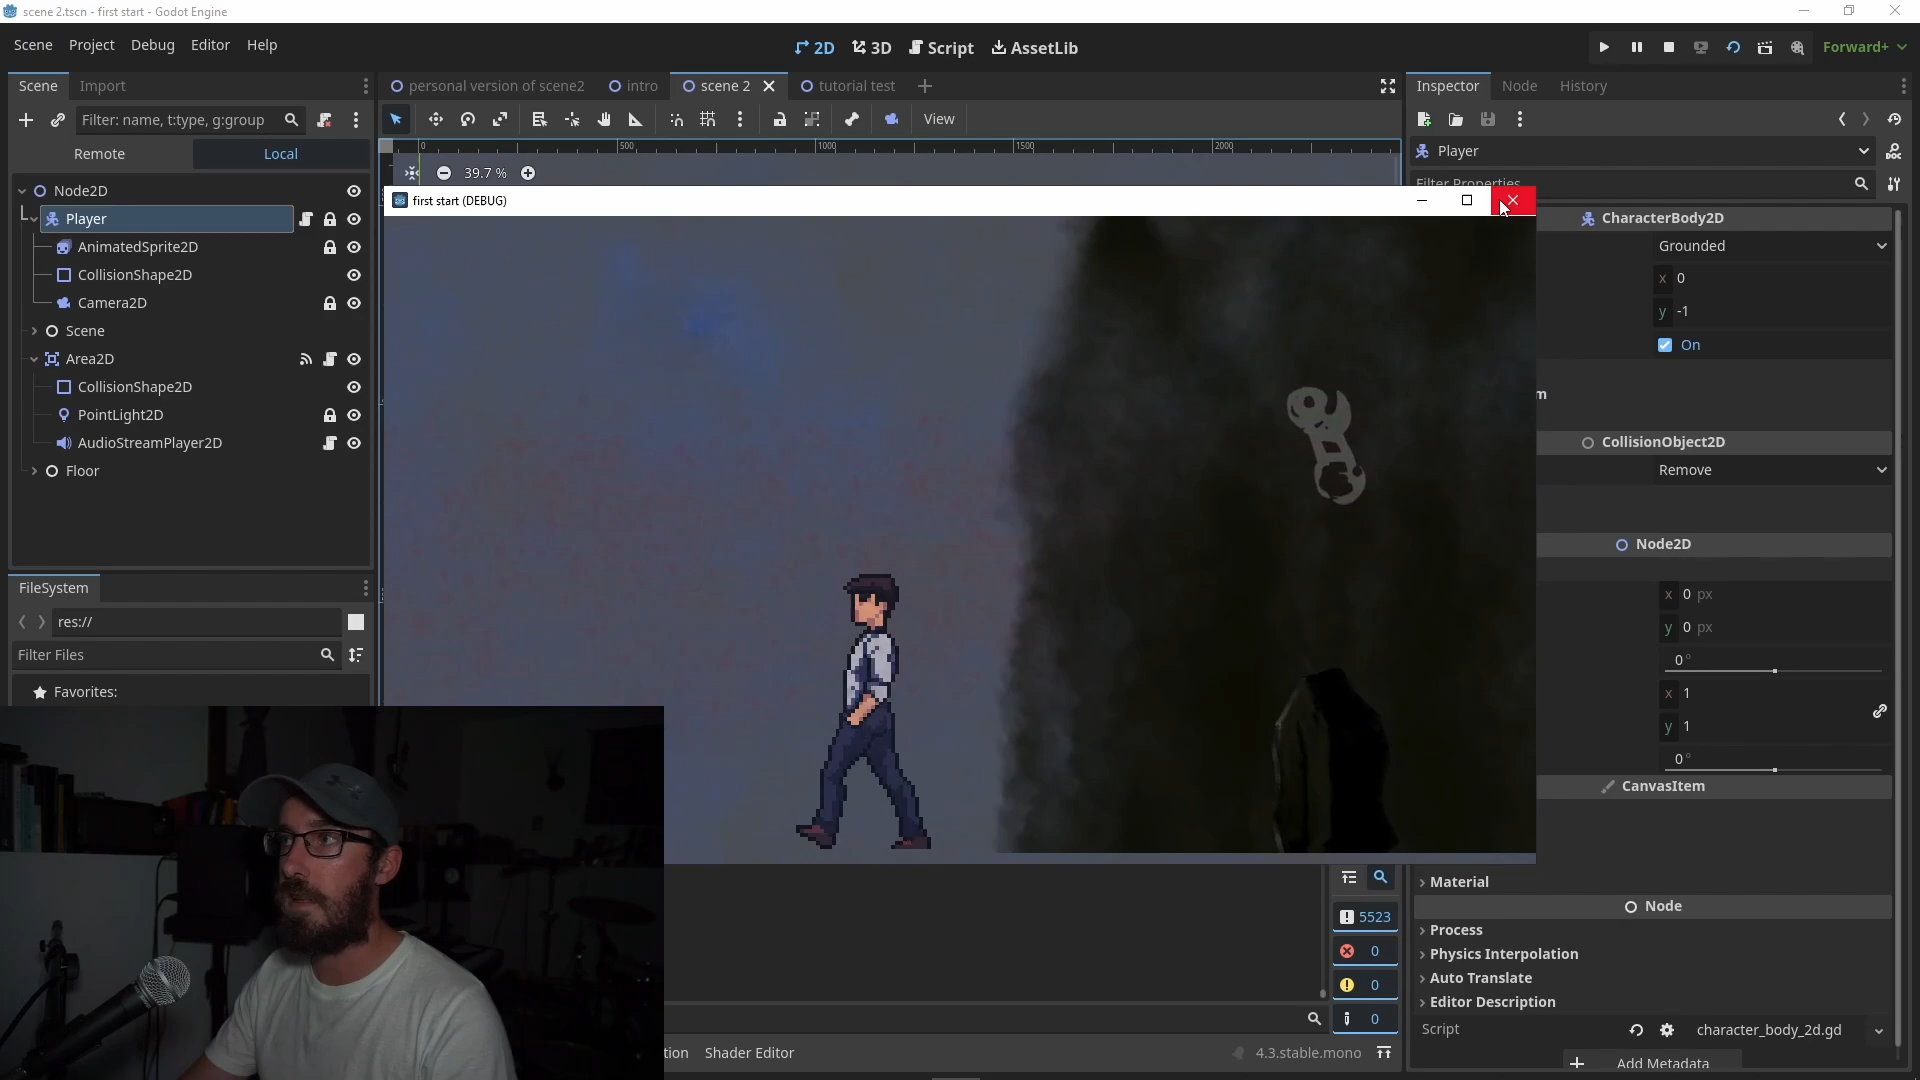 scene 2.tscn - first start - Godot Engine
Scene Project Debug Editor Help
2D 3D Script AssetLib
Forward+
Scene Import
personal version of scene2 intro scene 2 tutorial test
Inspector Node History
Filter: name, t:type, g:group
View
Remote Local
0 500 1000 1500 2000
39.7 %
Player
Filter Properties
first start (DEBUG)
Node2D
Player
AnimatedSprite2D
CollisionShape2D
Camera2D
Scene
Area2D
CollisionShape2D
PointLight2D
AudioStreamPlayer2D
Floor
CharacterBody2D
Grounded
x 0
y -1
On
m
CollisionObject2D
Remove
Node2D
x 0 px
y 0 px
0 °
x 1
y 1
0 °
CanvasItem
Material
Node
Process
Physics Interpolation
Auto Translate
Editor Description
Script character_body_2d.gd
Add Metadata
FileSystem
res://
Filter Files
Favorites:
5523
0
0
0
tion Shader Editor
4.3.stable.mono